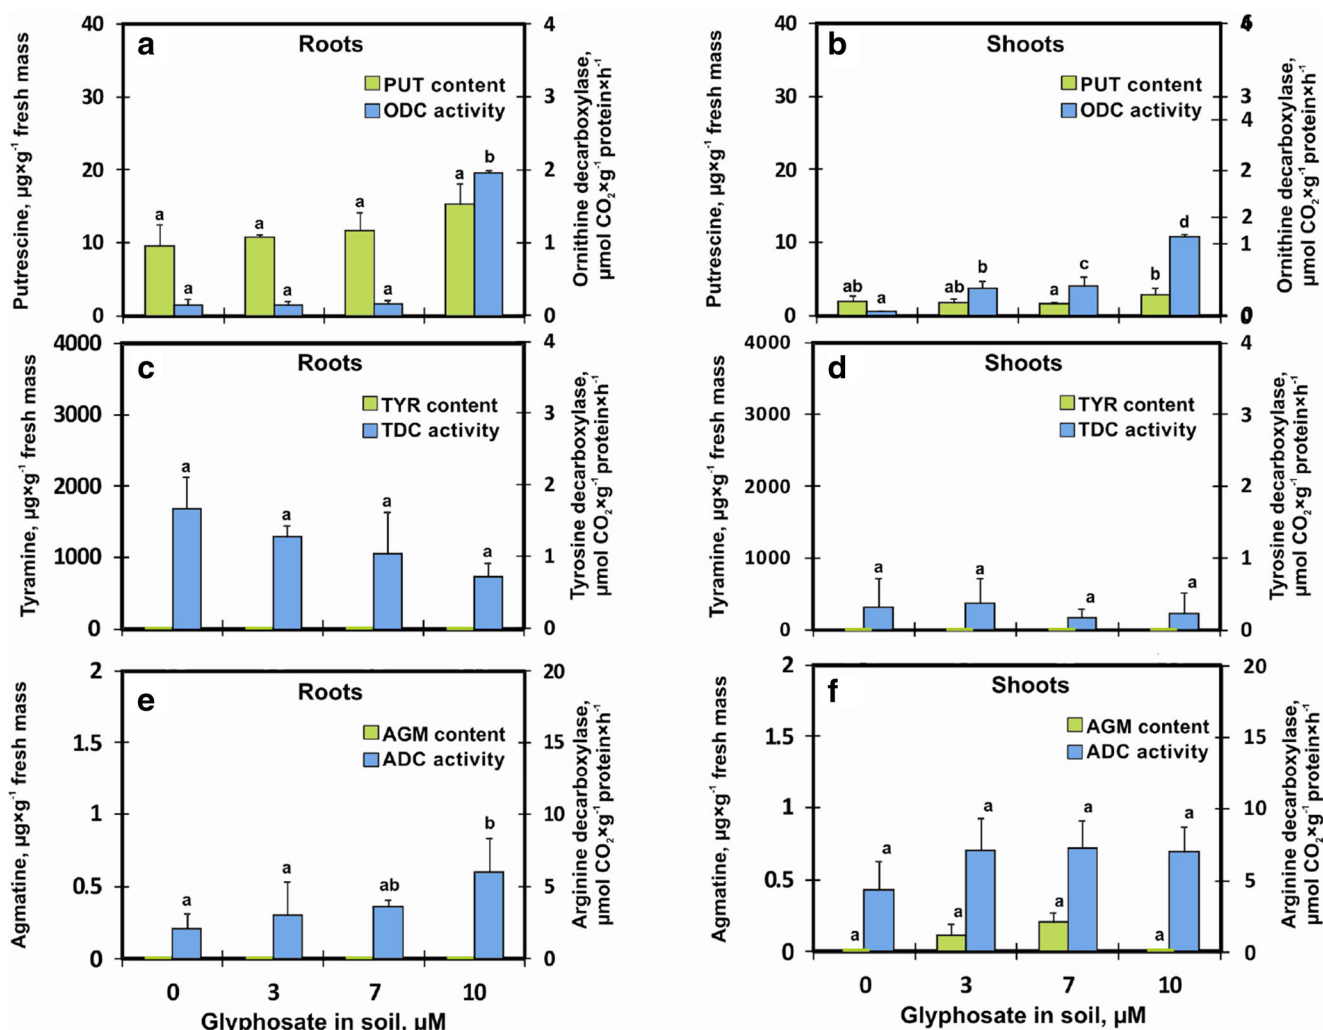 a
Roots
PUT content
ODC activity
Putrescine, µg×g⁻¹ fresh mass
40
30
20
10
0
4
3
2
1
0
Ornithine decarboxylase,
µmol CO₂×g⁻¹ protein×h⁻¹
a
a
a
a
a
a
a
b
b
Shoots
PUT content
ODC activity
Putrescine, µg×g⁻¹ fresh mass
40
30
20
10
0
3
4
2
2
1
0
Ornithine decarboxylase,
µmol CO₂×g⁻¹ protein×h⁻¹
ab
a
ab
b
a
c
b
d
c
Roots
TYR content
TDC activity
Tyramine, µg×g⁻¹ fresh mass
4000
3000
2000
1000
0
4
3
2
1
0
Tyrosine decarboxylase,
µmol CO₂×g⁻¹ protein×h⁻¹
a
a
a
a
d
Shoots
TYR content
TDC activity
Tyramine, µg×g⁻¹ fresh mass
4000
3000
2000
1000
0
4
3
2
1
0
Tyrosine decarboxylase,
µmol CO₂×g⁻¹ protein×h⁻¹
a
a
a
a
e
Roots
AGM content
ADC activity
Agmatine, µg×g⁻¹ fresh mass
2
1.5
1
0.5
0
20
15
10
5
0
Arginine decarboxylase,
µmol CO₂×g⁻¹ protein×h⁻¹
a
a
ab
b
0
3
7
10
Glyphosate in soil, µM
f
Shoots
AGM content
ADC activity
Agmatine, µg×g⁻¹ fresh mass
2
1.5
1
0.5
0
20
15
10
5
0
Arginine decarboxylase,
µmol CO₂×g⁻¹ protein×h⁻¹
a
a
a
a
a
a
a
a
0
3
7
10
Glyphosate in soil, µM